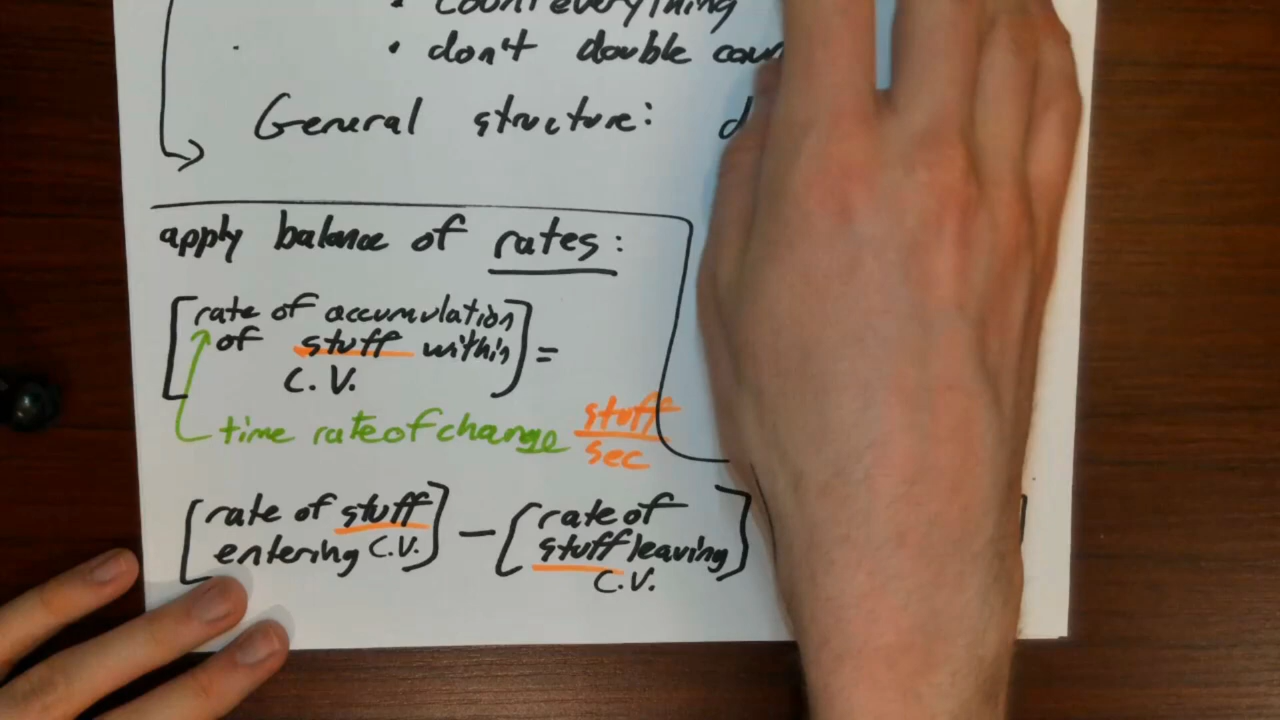 • count everything
• don't double
General structure:
apply balance of rates:
[rate of accumulation
of stuff within
C.V.] =
time rate of change stuff
sec
[rate of stuff
entering C.V.] - [rate of
stuff leaving
C.V.]